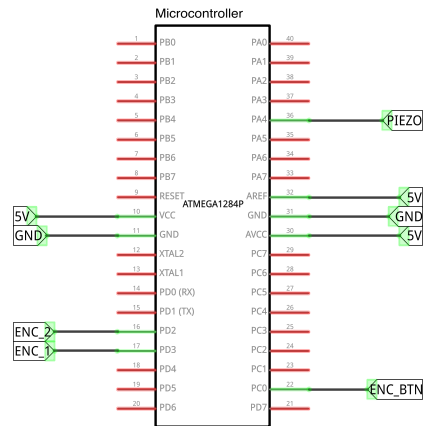 Microcontroller
1 PB0 PA0 40
2 PB1 PA1 39
3 PB2 PA2 38
4 PB3 PA3 37
5 PB4 PA4 36 PIEZO
6 PB5 PA5 35
7 PB6 PA6 34
8 PB7 PA7 33
9 RESET AREF 32 5V
ATMEGA1284P
5V 10 VCC GND 31 GND
GND 11 GND AVCC 30 5V
12 XTAL2 PC7 29
13 XTAL1 PC6 28
14 PD0 (RX) PC5 27
15 PD1 (TX) PC4 26
ENC_2 16 PD2 PC3 25
ENC_1 17 PD3 PC2 24
18 PD4 PC1 23
19 PD5 PC0 22 ENC_BTN
20 PD6 PD7 21